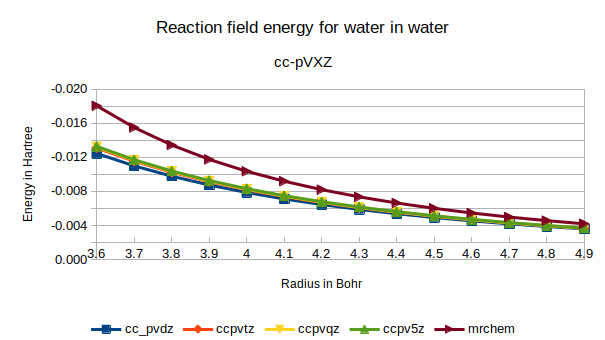 Reaction field energy for water in water
cc-pVXZ
Energy in Hartree
-0.020
-0.016
-0.012
-0.008
-0.004
0.000
3.6 3.7 3.8 3.9 4 4.1 4.2 4.3 4.4 4.5 4.6 4.7 4.8 4.9
Radius in Bohr
cc_pvdz ccpvtz ccpvqz ccpv5z mrchem